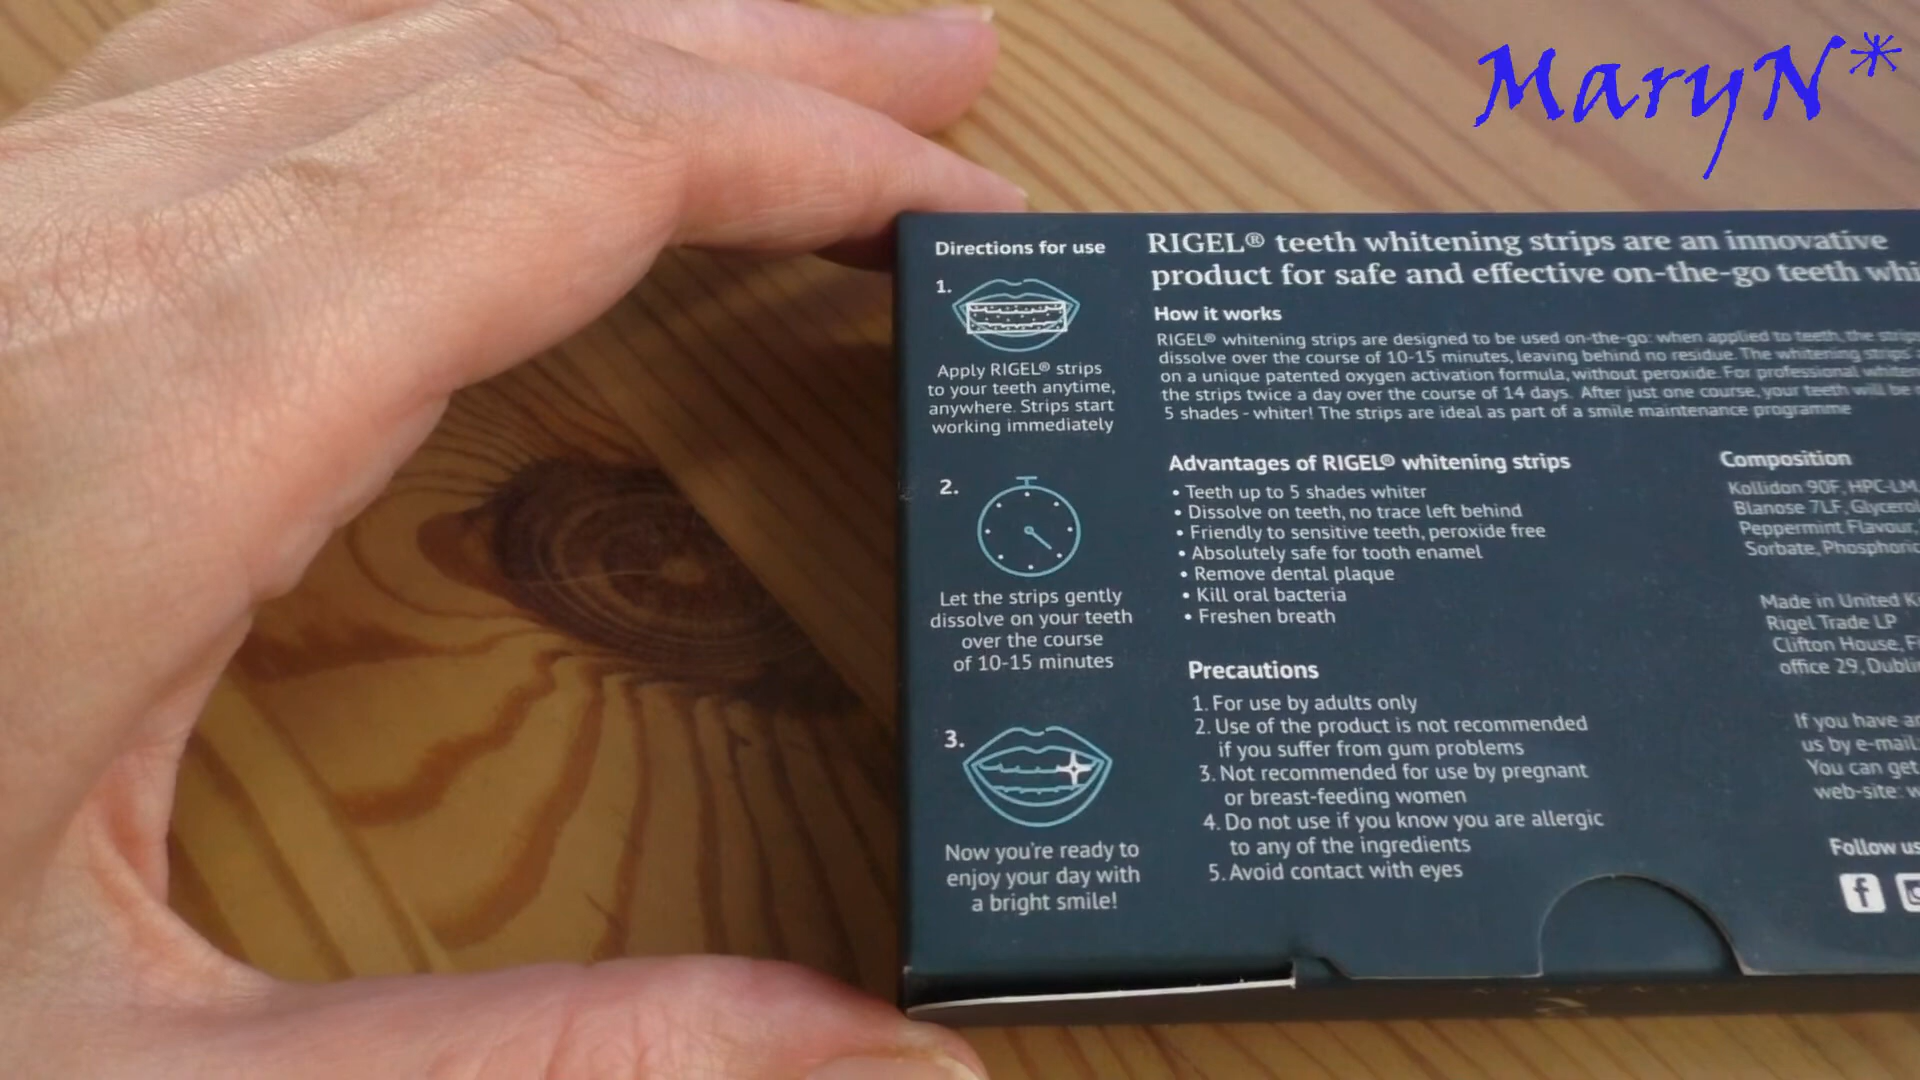 MaryN*
Directions for use
1.
Apply RIGEL® strips
to your teeth anytime,
anywhere. Strips start
working immediately
2.
Let the strips gently
dissolve on your teeth
over the course
of 10-15 minutes
3.
Now you're ready to
enjoy your day with
a bright smile!
RIGEL® teeth whitening strips are an innovative
product for safe and effective on-the-go teeth
How it works
RIGEL® whitening strips are designed to be used on-the-go: when applied to teeth, the strips
dissolve over the course of 10-15 minutes, leaving behind no residue. The whitening strips
on a unique patented oxygen activation formula, without peroxide. For professional
the strips twice a day over the course of 14 days. After just one course, your teeth will be
5 shades - whiter! The strips are ideal as part of a smile maintenance programme
Advantages of RIGEL® whitening strips
• Teeth up to 5 shades whiter
• Dissolve on teeth, no trace left behind
• Friendly to sensitive teeth, peroxide free
• Absolutely safe for tooth enamel
• Remove dental plaque
• Kill oral bacteria
• Freshen breath
Precautions
1. For use by adults only
2. Use of the product is not recommended
if you suffer from gum problems
3. Not recommended for use by pregnant
or breast-feeding women
4. Do not use if you know you are allergic
to any of the ingredients
5. Avoid contact with eyes
Composition
Kollidon 90F, HPC-LM
Blanose 7LF, Glycerol
Peppermint Flavour,
Sorbate, Phosphoric
Made in United
Rigel Trade LP
Clifton House,
office 29, Dublin
If you have
us by e-mail:
You can get
web-site:
Follow us
f